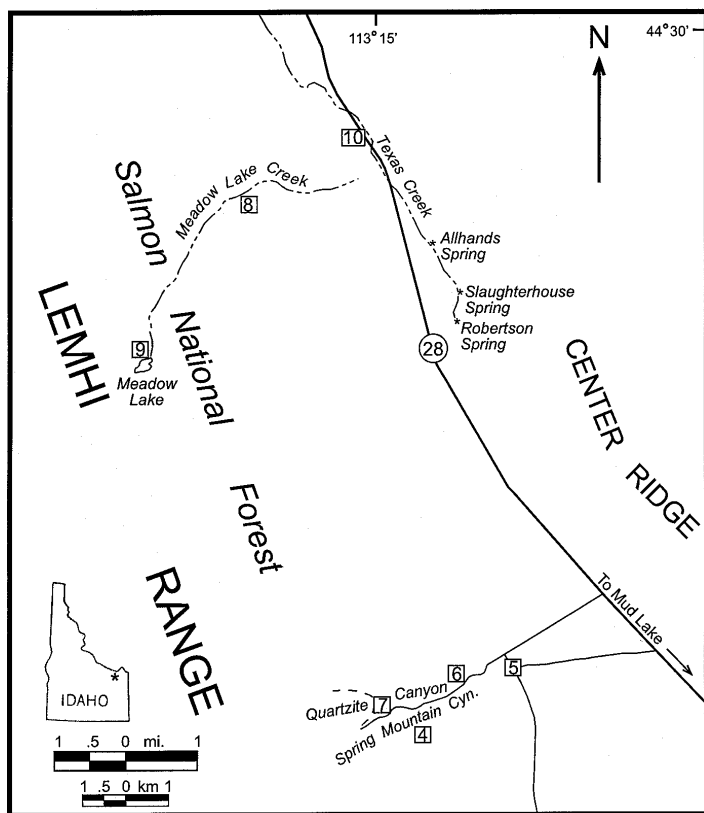 113°15'
44°30'
N
10
Texas Creek
Meadow Lake Creek
8
Salmon
National
Forest
Allhands
Spring
Slaughterhouse
Spring
Robertson
Spring
LEMHI
RANGE
9
Meadow
Lake
28
CENTER
RIDGE
To Mud Lake
5
6
7
Quartzite Canyon
Spring Mountain Cyn.
4
IDAHO
1 .5 0 mi. 1
1 .5 0 km 1